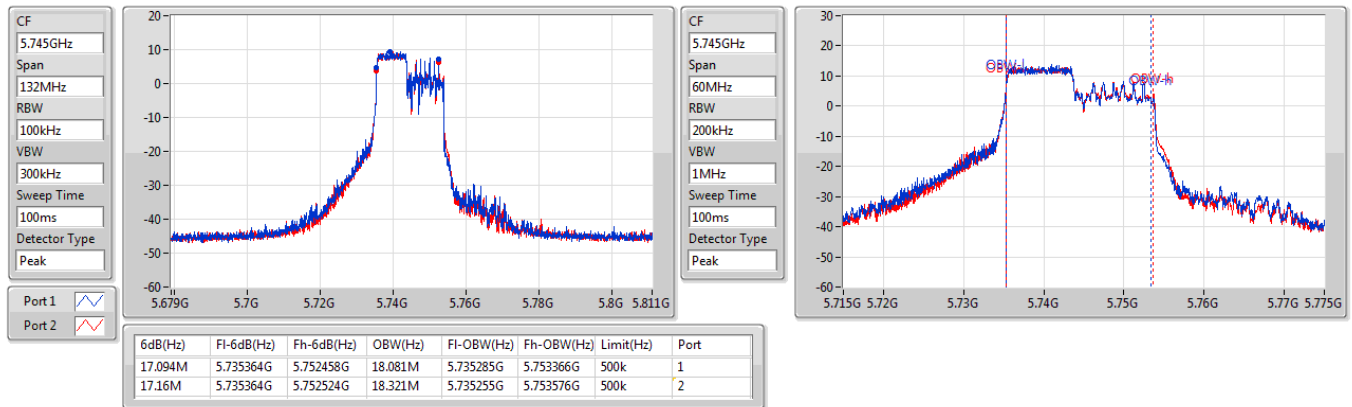 CF
5.745GHz
Span
132MHz
RBW
100kHz
VBW
300kHz
Sweep Time
100ms
Detector Type
Peak
20
10
0
-10
-20
-30
-40
-50
-60
5.679G 5.7G 5.72G 5.74G 5.76G 5.78G 5.8G 5.811G
CF
5.745GHz
Span
60MHz
RBW
200kHz
VBW
1MHz
Sweep Time
100ms
Detector Type
Peak
30
20
10
0
-10
-20
-30
-40
-50
-60
OBW-l
OBW-h
5.715G 5.72G 5.73G 5.74G 5.75G 5.76G 5.77G 5.775G
Port 1
Port 2
6dB(Hz) Fl-6dB(Hz) Fh-6dB(Hz) OBW(Hz) Fl-OBW(Hz) Fh-OBW(Hz) Limit(Hz) Port
17.094M 5.735364G 5.752458G 18.081M 5.735285G 5.753366G 500k 1
17.16M 5.735364G 5.752524G 18.321M 5.735255G 5.753576G 500k 2